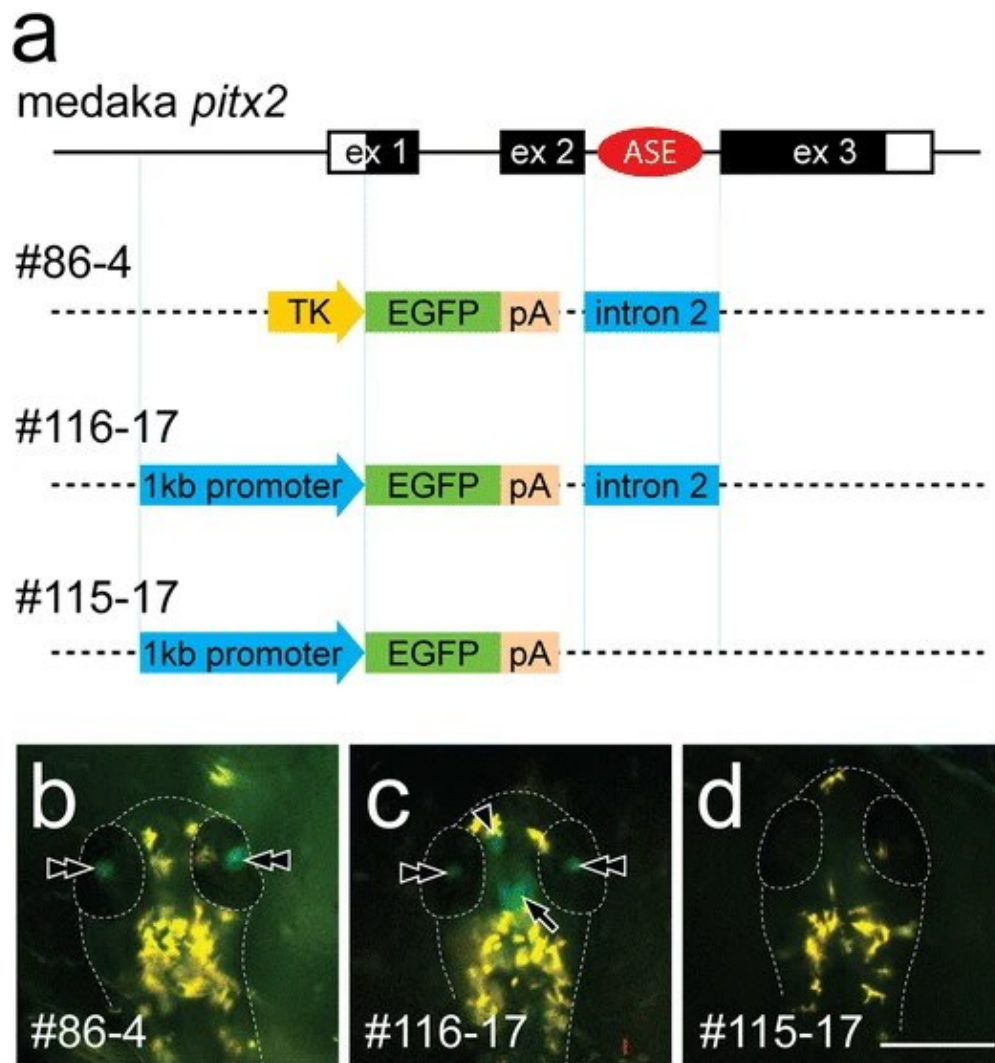 a
medaka pitx2
ex 1 ex 2 ASE ex 3
#86-4
TK EGFP pA intron 2
#116-17
1kb promoter EGFP pA intron 2
#115-17
1kb promoter EGFP pA
b c d
#86-4 #116-17 #115-17